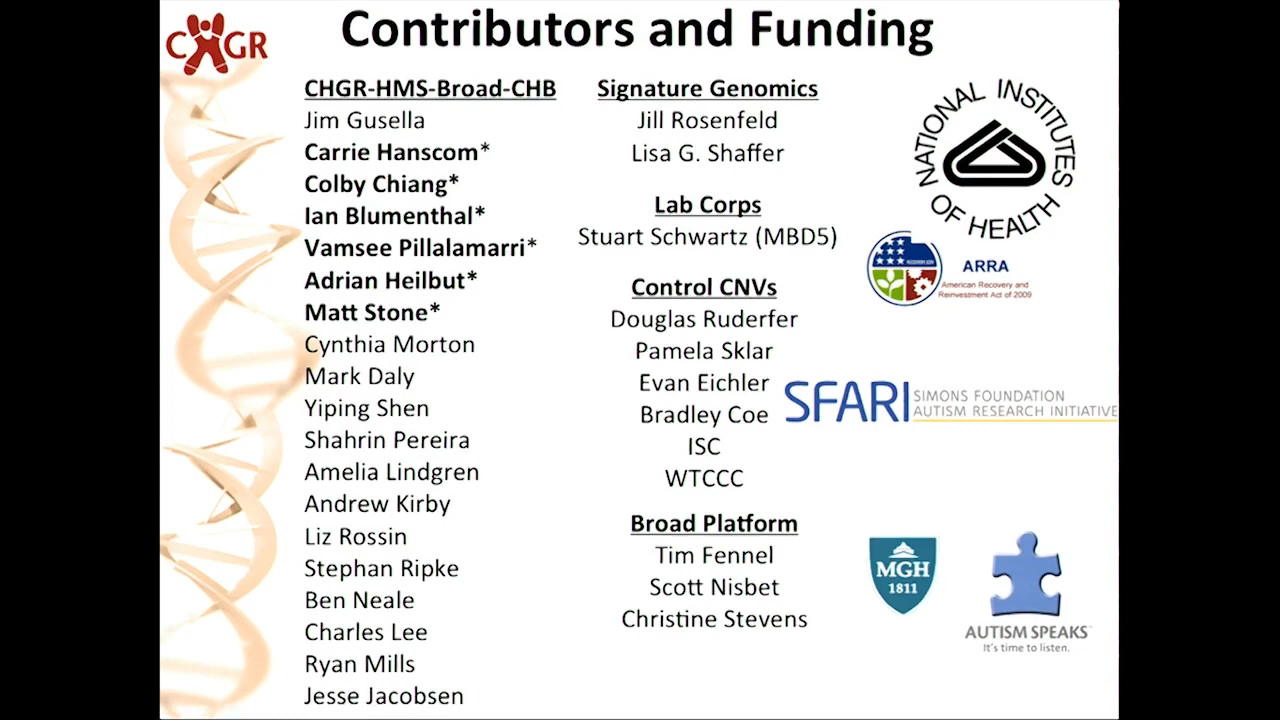 CHGR
Contributors and Funding
CHGR-HMS-Broad-CHB
Jim Gusella
Carrie Hanscom*
Colby Chiang*
Ian Blumenthal*
Vamsee Pillalamarri*
Adrian Heilbut*
Matt Stone*
Cynthia Morton
Mark Daly
Yiping Shen
Shahrin Pereira
Amelia Lindgren
Andrew Kirby
Liz Rossin
Stephan Ripke
Ben Neale
Charles Lee
Ryan Mills
Jesse Jacobsen
Signature Genomics
Jill Rosenfeld
Lisa G. Shaffer
Lab Corps
Stuart Schwartz (MBD5)
Control CNVs
Douglas Ruderfer
Pamela Sklar
Evan Eichler
Bradley Coe
ISC
WTCCC
Broad Platform
Tim Fennel
Scott Nisbet
Christine Stevens
NATIONAL INSTITUTES
OF HEALTH
ARRA
American Recovery and
Reinvestment Act of 2009
SFARI
SIMONS FOUNDATION
AUTISM RESEARCH INITIATIVE
MGH
1811
AUTISM SPEAKS™
It's time to listen.